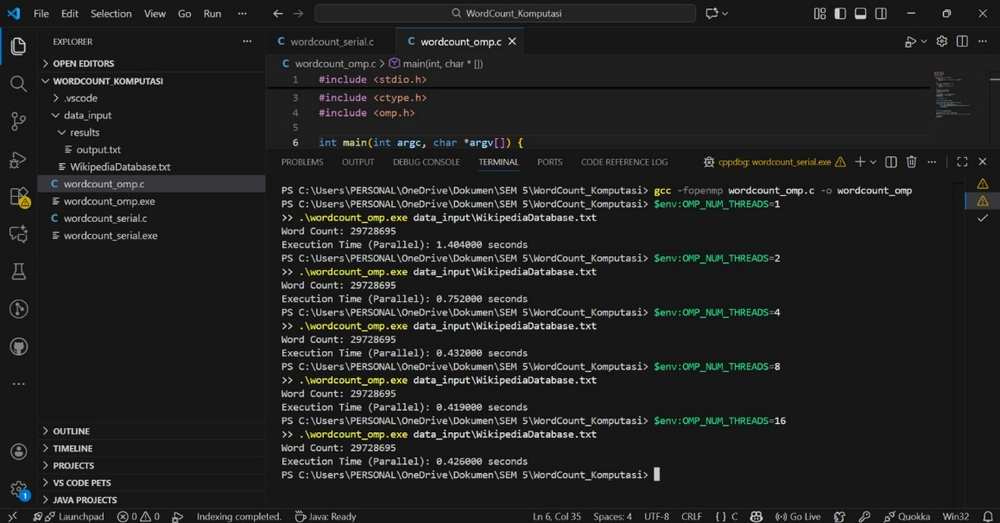 File Edit Selection View Go Run ··· WordCount_Komputasi
EXPLORER ···
OPEN EDITORS
WORDCOUNT_KOMPUTASI
.vscode
data_input
results
output.txt
WikipediaDatabase.txt
C wordcount_omp.c
wordcount_omp.exe
C wordcount_serial.c
wordcount_serial.exe
OUTLINE
TIMELINE
PROJECTS
VS CODE PETS
JAVA PROJECTS
C wordcount_serial.c C wordcount_omp.c
C wordcount_omp.c > main(int, char * [])
1 #include <stdio.h>
3 #include <ctype.h>
4 #include <omp.h>
5
6 int main(int argc, char *argv[]) {
PROBLEMS OUTPUT DEBUG CONSOLE TERMINAL PORTS CODE REFERENCE LOG cppdbg: wordcount_serial.exe
PS C:\Users\PERSONAL\OneDrive\Dokumen\SEM 5\WordCount_Komputasi> gcc -fopenmp wordcount_omp.c -o wordcount_omp
PS C:\Users\PERSONAL\OneDrive\Dokumen\SEM 5\WordCount_Komputasi> $env:OMP_NUM_THREADS=1
>> .\wordcount_omp.exe data_input\WikipediaDatabase.txt
Word Count: 29728695
Execution Time (Parallel): 1.404000 seconds
PS C:\Users\PERSONAL\OneDrive\Dokumen\SEM 5\WordCount_Komputasi> $env:OMP_NUM_THREADS=2
>> .\wordcount_omp.exe data_input\WikipediaDatabase.txt
Word Count: 29728695
Execution Time (Parallel): 0.752000 seconds
PS C:\Users\PERSONAL\OneDrive\Dokumen\SEM 5\WordCount_Komputasi> $env:OMP_NUM_THREADS=4
>> .\wordcount_omp.exe data_input\WikipediaDatabase.txt
Word Count: 29728695
Execution Time (Parallel): 0.432000 seconds
PS C:\Users\PERSONAL\OneDrive\Dokumen\SEM 5\WordCount_Komputasi> $env:OMP_NUM_THREADS=8
>> .\wordcount_omp.exe data_input\WikipediaDatabase.txt
Word Count: 29728695
Execution Time (Parallel): 0.419000 seconds
PS C:\Users\PERSONAL\OneDrive\Dokumen\SEM 5\WordCount_Komputasi> $env:OMP_NUM_THREADS=16
>> .\wordcount_omp.exe data_input\WikipediaDatabase.txt
Word Count: 29728695
Execution Time (Parallel): 0.426000 seconds
PS C:\Users\PERSONAL\OneDrive\Dokumen\SEM 5\WordCount_Komputasi>
1
Launchpad 0 0 Indexing completed. Java: Ready Ln 6, Col 35 Spaces: 4 UTF-8 CRLF { } C Go Live Quokka Win32